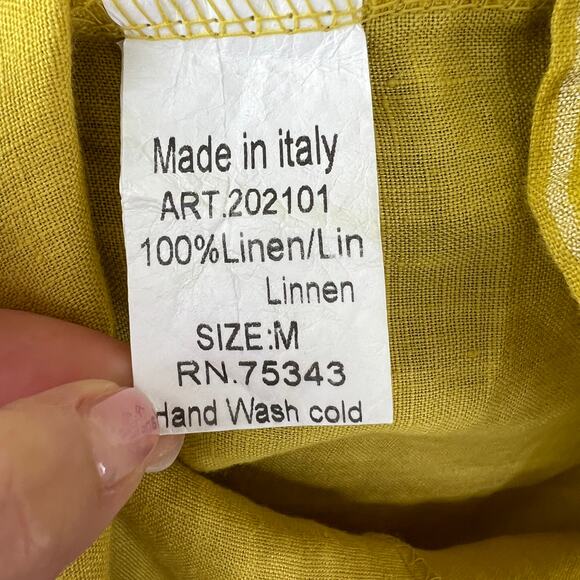 Made in italy
ART.202101
100%Linen/Lin
Linnen
SIZE:M
RN.75343
Hand Wash cold